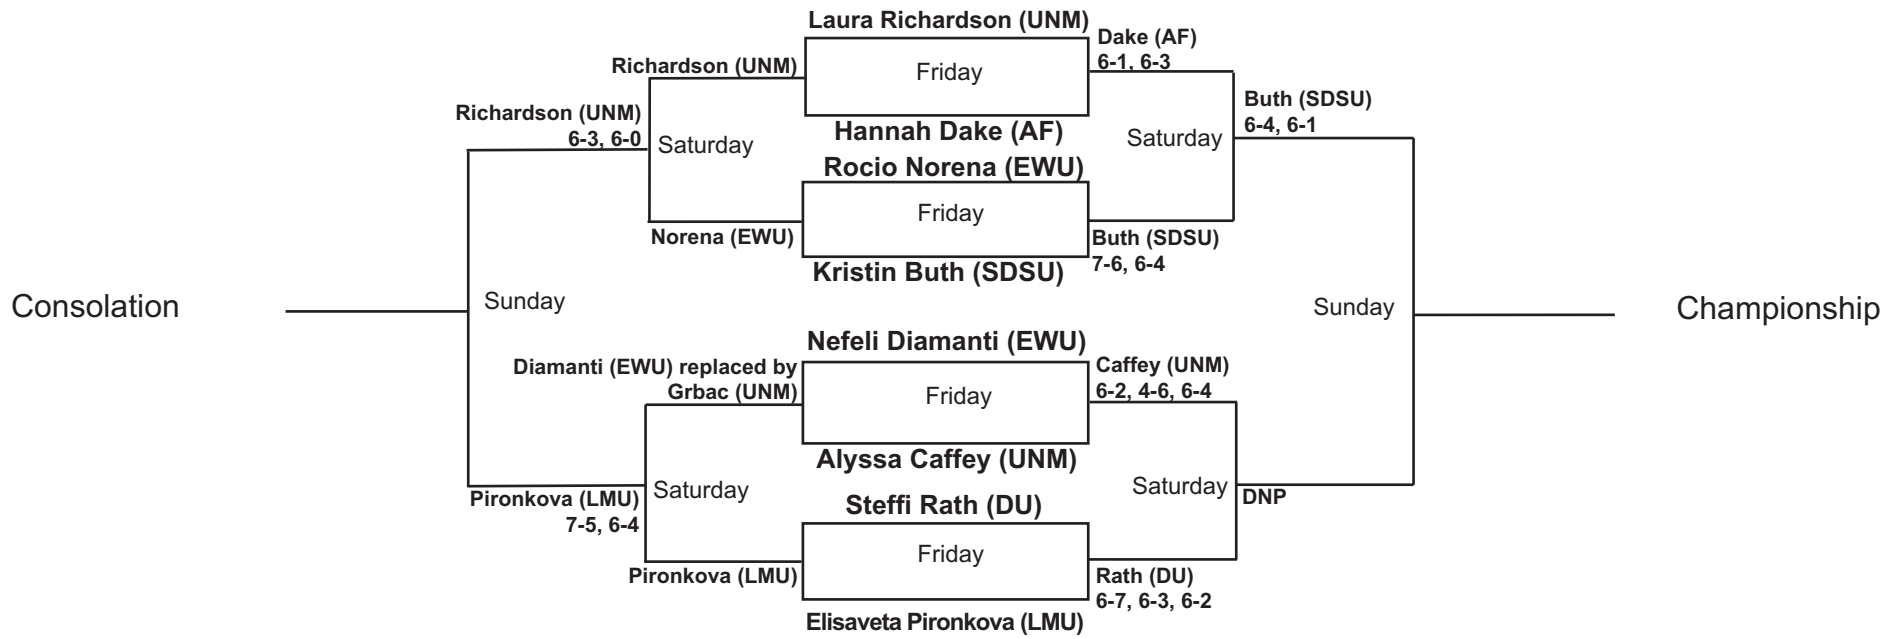 Laura Richardson (UNM)
Dake (AF)
6-1, 6-3
Richardson (UNM)
Friday
Richardson (UNM)
6-3, 6-0
Buth (SDSU)
6-4, 6-1
Saturday
Hannah Dake (AF)
Saturday
Rocio Norena (EWU)
Friday
Norena (EWU)
Buth (SDSU)
7-6, 6-4
Kristin Buth (SDSU)
Consolation
Sunday
Sunday
Championship
Nefeli Diamanti (EWU)
Diamanti (EWU) replaced by
Grbac (UNM)
Caffey (UNM)
6-2, 4-6, 6-4
Friday
Alyssa Caffey (UNM)
Pironkova (LMU)
7-5, 6-4
Saturday
Saturday
DNP
Steffi Rath (DU)
Friday
Pironkova (LMU)
Rath (DU)
6-7, 6-3, 6-2
Elisaveta Pironkova (LMU)